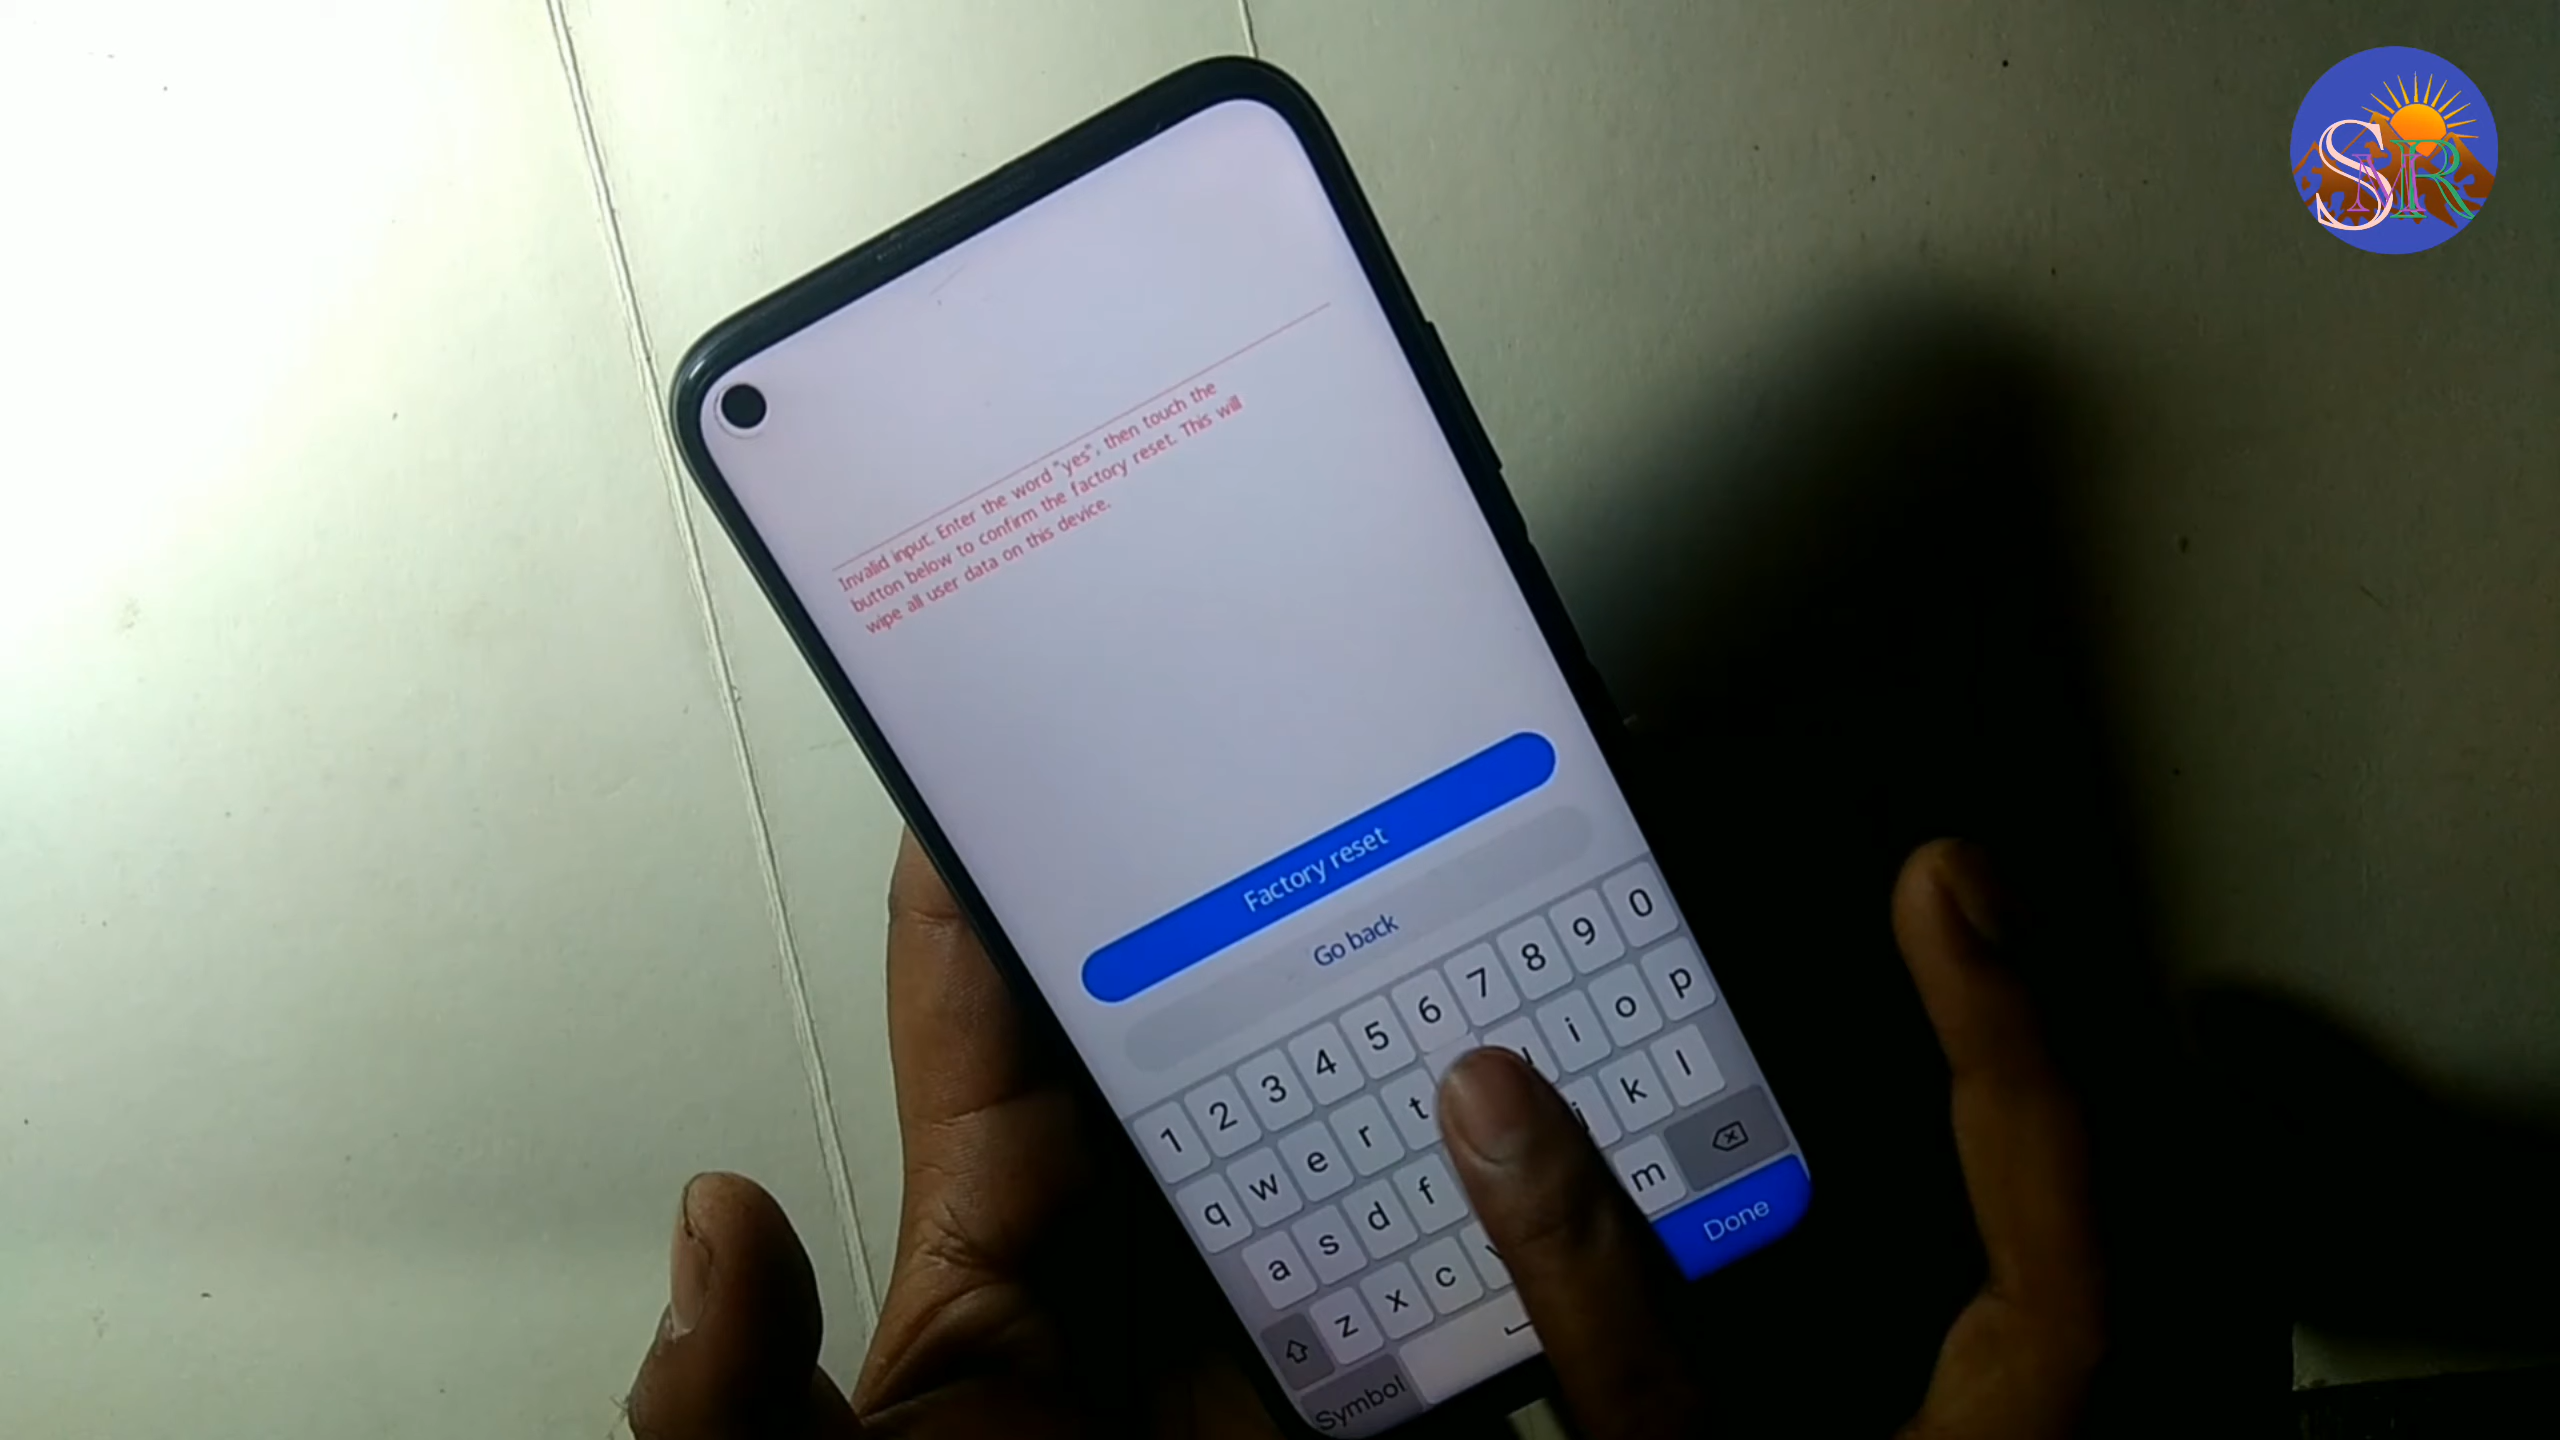 SMR
Invalid input. Enter the word "yes", then touch the
button below to confirm the factory reset. This will
wipe all user data on this device.
Factory reset
Go back
1 2 3 4 5 6 7 8 9 0
q w e r t u i o p
a s d f j k l
z x c v m
Symbol
Done